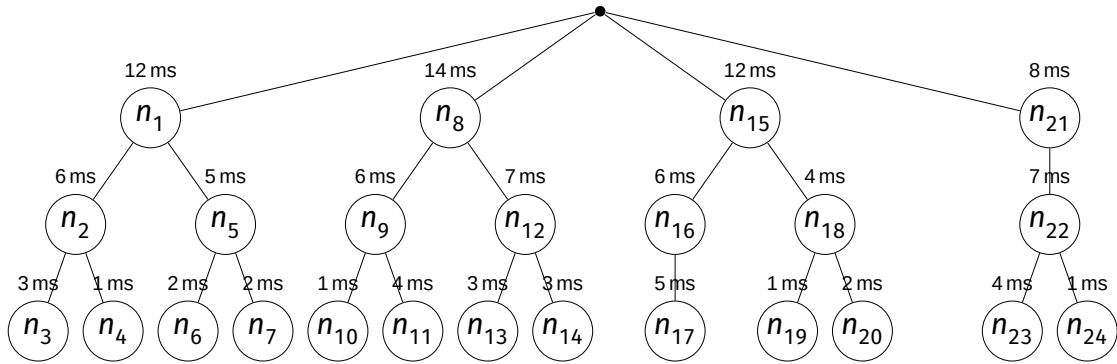 12 ms 14 ms 12 ms 8 ms
n1 n8 n15 n21
6 ms 5 ms 6 ms 7 ms 6 ms 4 ms 7 ms
n2 n5 n9 n12 n16 n18 n22
3 ms 1 ms 2 ms 2 ms 1 ms 4 ms 3 ms 3 ms 5 ms 1 ms 2 ms 4 ms 1 ms
n3 n4 n6 n7 n10 n11 n13 n14 n17 n19 n20 n23 n24